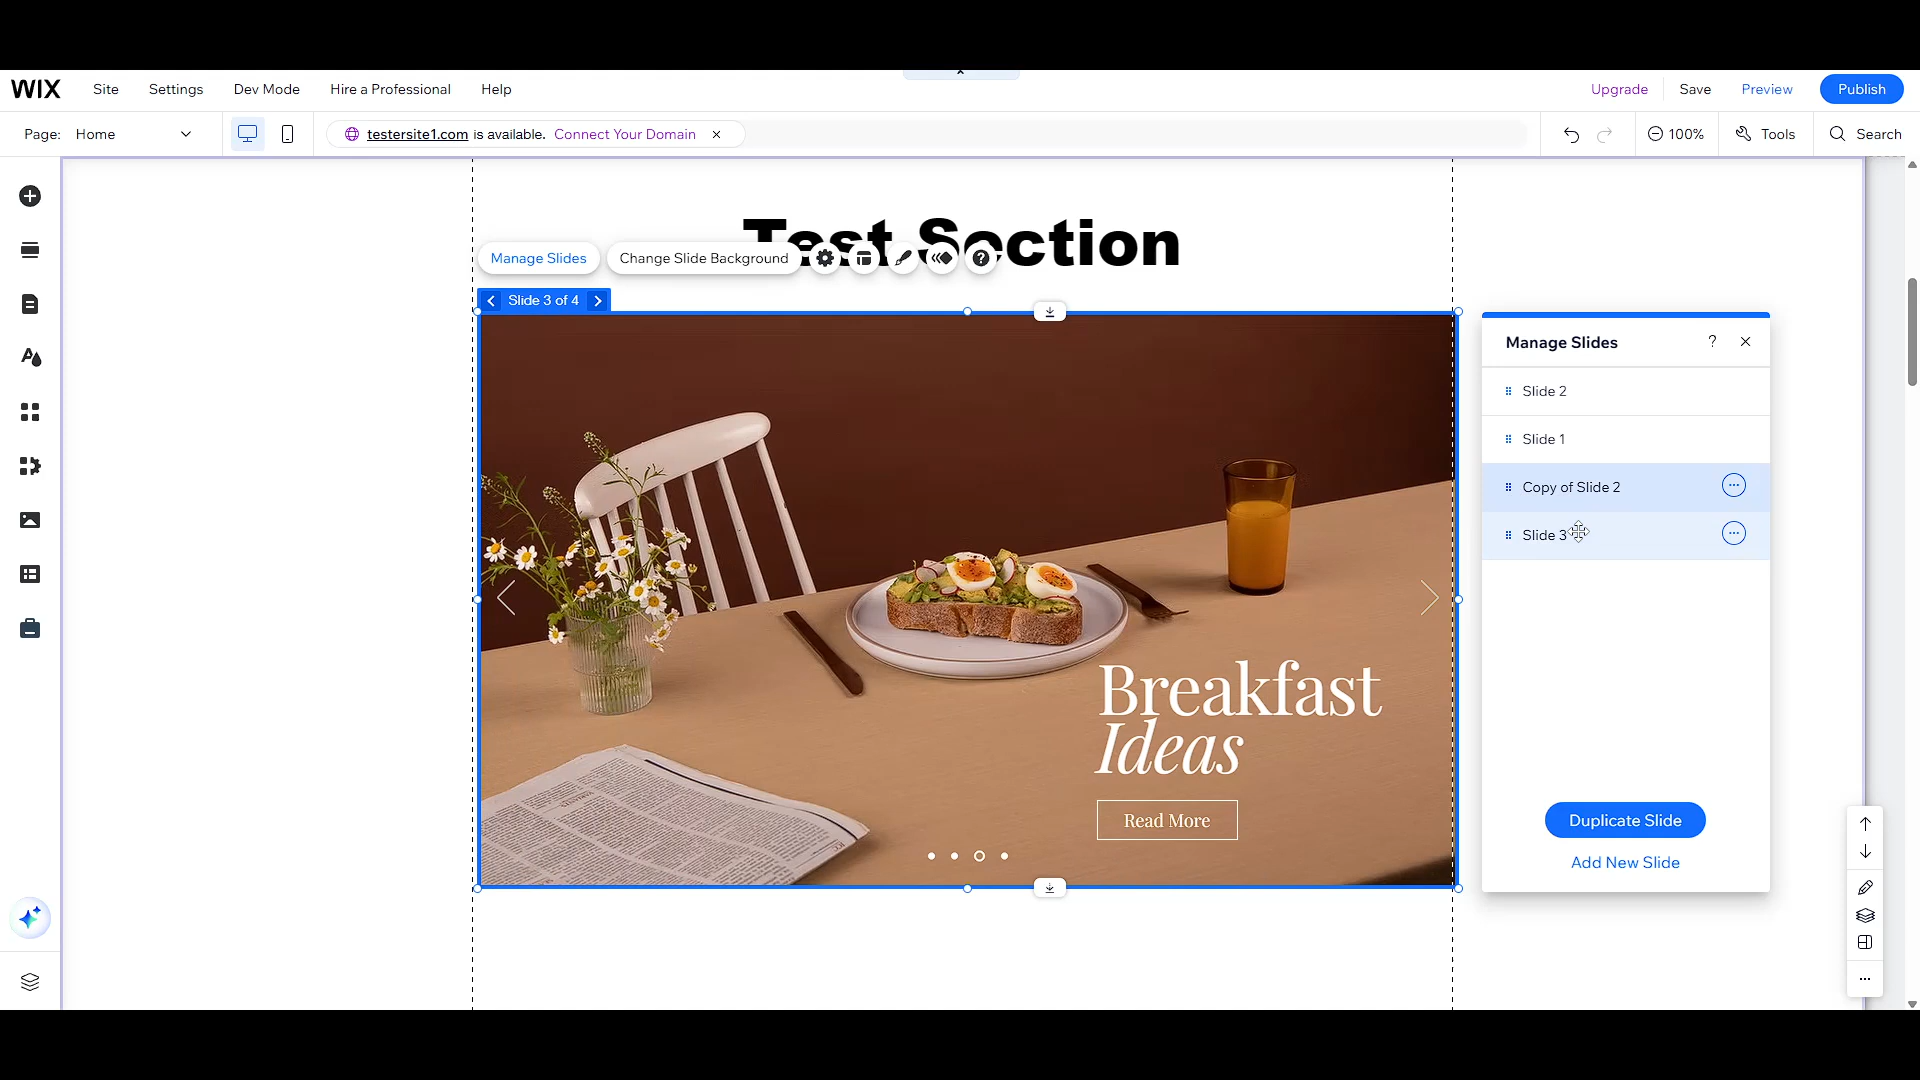 WIX Site Settings Dev Mode Hire a Professional Help Upgrade Save Preview Publish
Page: Home testersite1.com is available. Connect Your Domain 100% Tools Search
Test Section
Manage Slides Change Slide Background ?
Slide 3 of 4
Manage Slides ?
Slide 2
Slide 1
Copy of Slide 2
Slide 3
Breakfast
Ideas
Read More
Duplicate Slide
Add New Slide